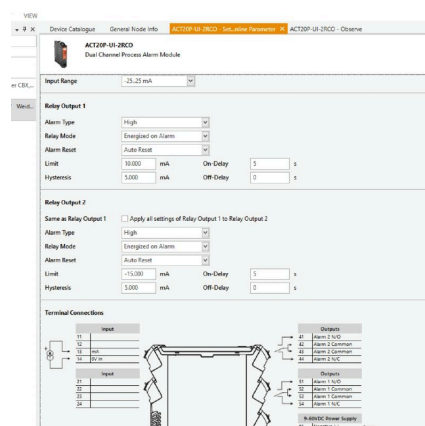 VIEW
Device Catalogue General Node Info ACT20P-UI-2RCO - Set...nline Parameter × ACT20P-UI-2RCO - Observe
ACT20P-UI-2RCO
Dual Channel Process Alarm Module
er CBX,...
Weid...
Input Range -25..25 mA
Relay Output 1
Alarm Type High
Relay Mode Energized on Alarm
Alarm Reset Auto Reset
Limit 10.000 mA On-Delay 5 s
Hysteresis 5.000 mA Off-Delay 0 s
Relay Output 2
Same as Relay Output 1 Apply all settings of Relay Output 1 to Relay Output 2
Alarm Type High
Relay Mode Energized on Alarm
Alarm Reset Auto Reset
Limit -15.000 mA On-Delay 5 s
Hysteresis 5.000 mA Off-Delay 0 s
Terminal Connections
Input
11
12
13 mA
14 0V In
Outputs
41 Alarm 2 N/O
42 Alarm 2 Common
43 Alarm 2 Common
44 Alarm 2 N/C
Input
21
22
23
24
Outputs
51 Alarm 1 N/O
52 Alarm 1 Common
53 Alarm 1 Common
54 Alarm 1 N/C
9-60VDC Power Supply